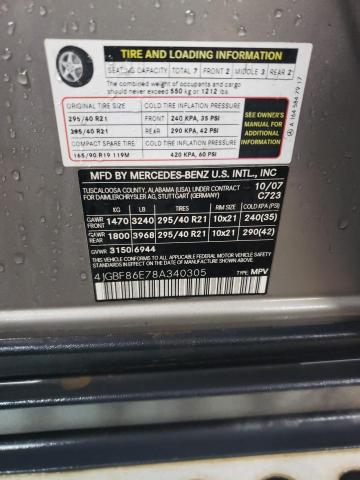 TIRE AND LOADING INFORMATION
SEATING CAPACITY TOTAL 7 FRONT 2 MIDDLE 3 REAR 2
The combined weight of occupants and cargo should
never exceed 550 kg or 1212 lbs.
ORIGINAL TIRE SIZE COLD TIRE INFLATION PRESSURE
295/40 R21 FRONT 240 KPA, 35 PSI
295/40 R21 REAR 290 KPA, 42 PSI
COMPACT SPARE TIRE COLD TIRE INFLATION PRESSURE
165/90 R19 119M 420 KPA, 60 PSI
SEE OWNER'S
MANUAL FOR
ADDITIONAL
INFORMATION
A 164 584 79 17
MFD BY MERCEDES-BENZ U.S. INTL., INC
TUSCALOOSA COUNTY, ALABAMA (USA) UNDER CONTRACT
FOR DAIMLERCHRYSLER AG, STUTTGART (GERMANY)
10/07
C723
KG LB TIRES RIM SIZE COLD/KPA (PSI)
GAWR FRONT 1470 3240 295/40 R21 10x21 240(35)
GAWR REAR 1800 3968 295/40 R21 10x21 290(42)
GVWR 3150 6944
THIS VEHICLE CONFORMS TO ALL APPLICABLE FEDERAL MOTOR VEHICLE
SAFETY STANDARDS IN EFFECT ON THE DATE OF MANUFACTURE SHOWN ABOVE
4JGBF86E78A340305 TYPE: MPV